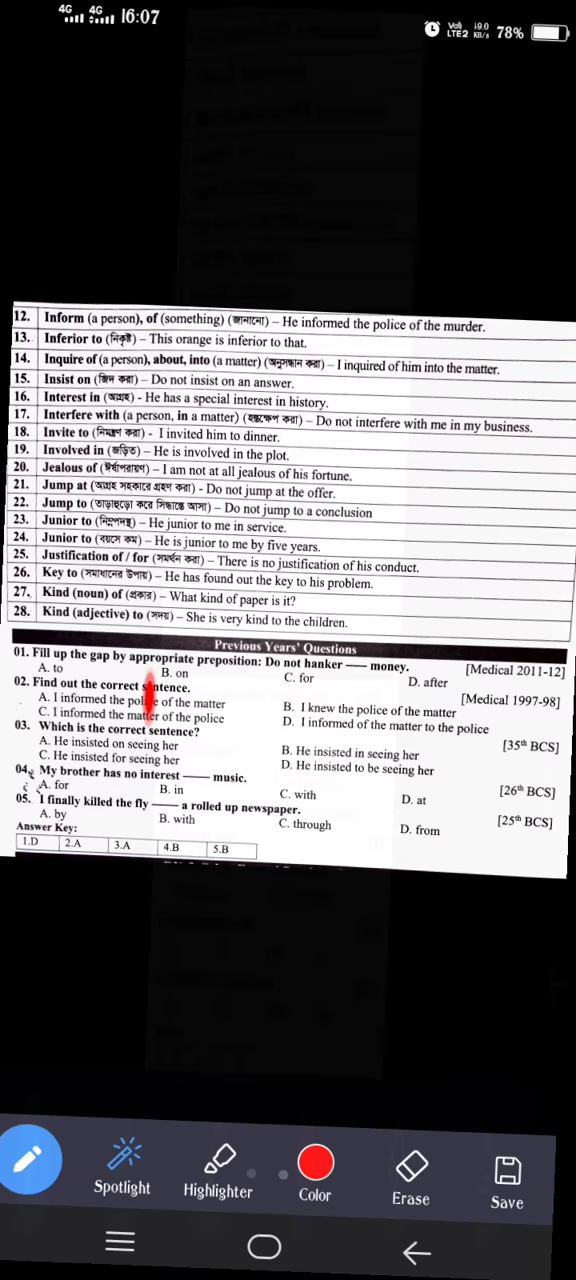 4G 4G 16:07
Volt LTE2 19.0 KB/s 78%
12. Inform (a person), of (something) (জানানো) – He informed the police of the murder.
13. Inferior to (নিকৃষ্ট) – This orange is inferior to that.
14. Inquire of (a person), about, into (a matter) (অনুসন্ধান করা) – I inquired of him into the matter.
15. Insist on (জিদ করা) – Do not insist on an answer.
16. Interest in (আগ্রহ) - He has a special interest in history.
17. Interfere with (a person, in a matter) (হস্তক্ষেপ করা) – Do not interfere with me in my business.
18. Invite to (নিমন্ত্রণ করা) - I invited him to dinner.
19. Involved in (জড়িত) – He is involved in the plot.
20. Jealous of (ঈর্ষাপরায়ণ) – I am not at all jealous of his fortune.
21. Jump at (আগ্রহ সহকারে গ্রহণ করা) - Do not jump at the offer.
22. Jump to (তাড়াহুড়ো করে সিদ্ধান্তে আসা) – Do not jump to a conclusion
23. Junior to (নিম্নপদস্থ) – He junior to me in service.
24. Junior to (বয়সে কম) – He is junior to me by five years.
25. Justification of / for (সমর্থন করা) – There is no justification of his conduct.
26. Key to (সমাধানের উপায়) – He has found out the key to his problem.
27. Kind (noun) of (প্রকার) – What kind of paper is it?
28. Kind (adjective) to (সদয়) – She is very kind to the children.
Previous Years' Questions
01. Fill up the gap by appropriate preposition: Do not hanker —— money. [Medical 2011-12]
A. to B. on C. for D. after
02. Find out the correct sentence. [Medical 1997-98]
A. I informed the police of the matter B. I knew the police of the matter
C. I informed the matter of the police D. I informed of the matter to the police
03. Which is the correct sentence? [35th BCS]
A. He insisted on seeing her B. He insisted in seeing her
C. He insisted for seeing her D. He insisted to be seeing her
04. My brother has no interest —— music. [26th BCS]
A. for B. in C. with D. at
05. I finally killed the fly —— a rolled up newspaper. [25th BCS]
A. by B. with C. through D. from
Answer Key:
1.D 2.A 3.A 4.B 5.B
Spotlight Highlighter Color Erase Save